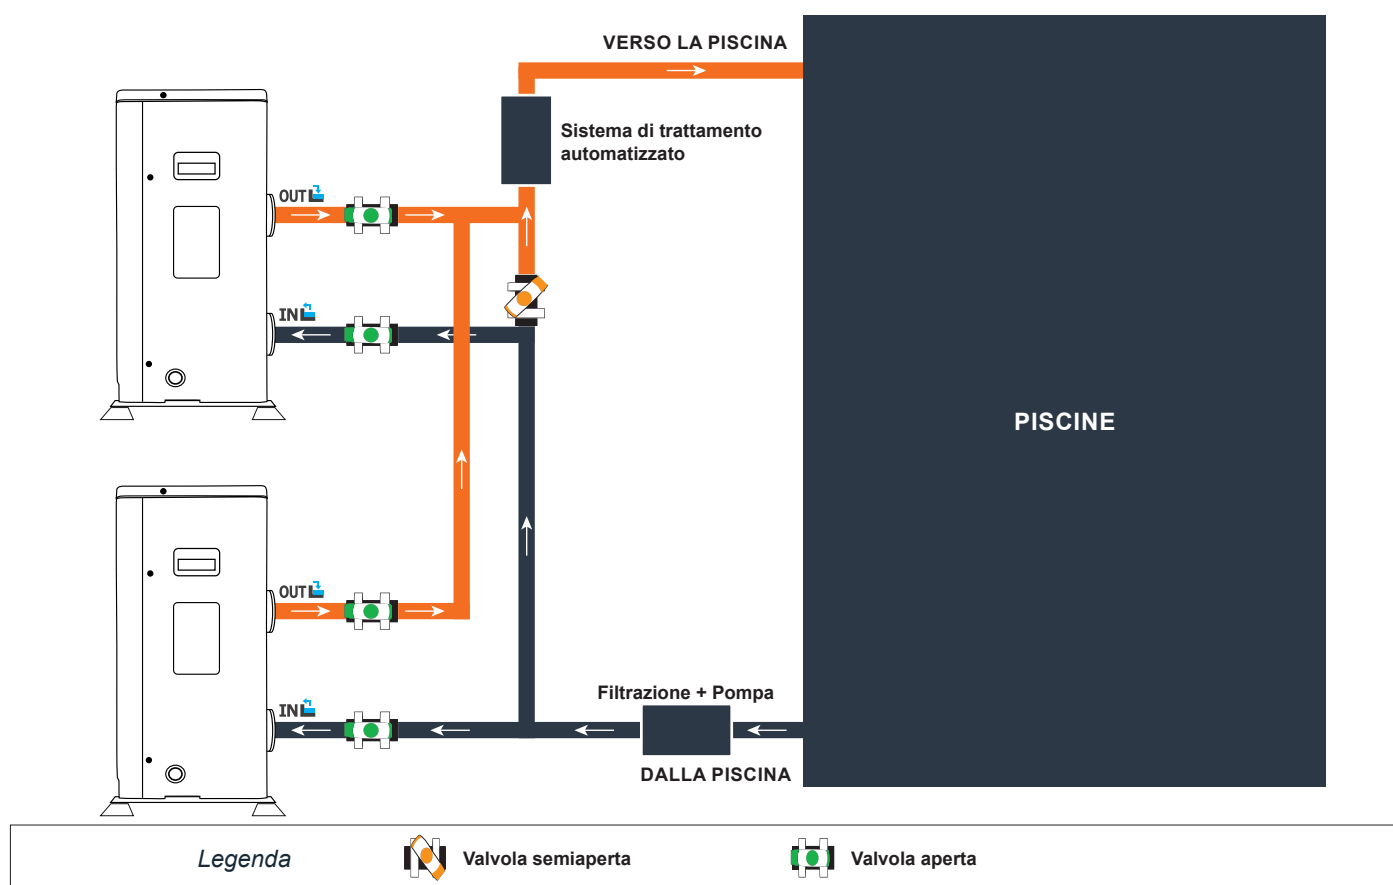 VERSO LA PISCINA
Sistema di trattamento
automatizzato
OUT
IN
PISCINE
OUT
IN
Filtrazione + Pompa
DALLA PISCINA
Legenda
Valvola semiaperta
Valvola aperta